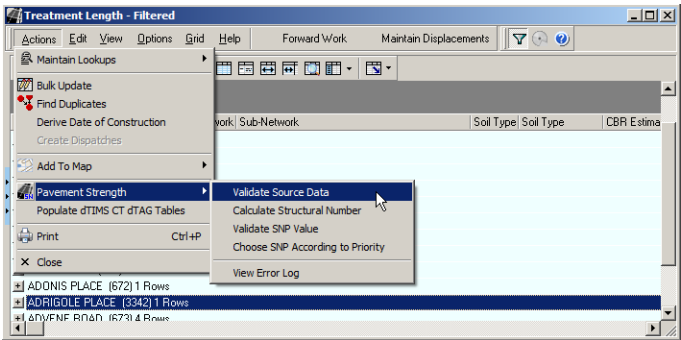 Treatment Length - Filtered
Actions Edit View Options Grid Help Forward Work Maintain Displacements
Maintain Lookups
Bulk Update
Find Duplicates
Derive Date of Construction
Create Dispatches
Add To Map
Pavement Strength
Populate dTIMS CT dTAG Tables
Print Ctrl+P
Close
work Sub-Network Soil Type Soil Type CBR Estima
Validate Source Data
Calculate Structural Number
Validate SNP Value
Choose SNP According to Priority
View Error Log
ADONIS PLACE (672) 1 Rows
ADRIGOLE PLACE (3342) 1 Rows
ADVENE ROAD (673) 4 Rows